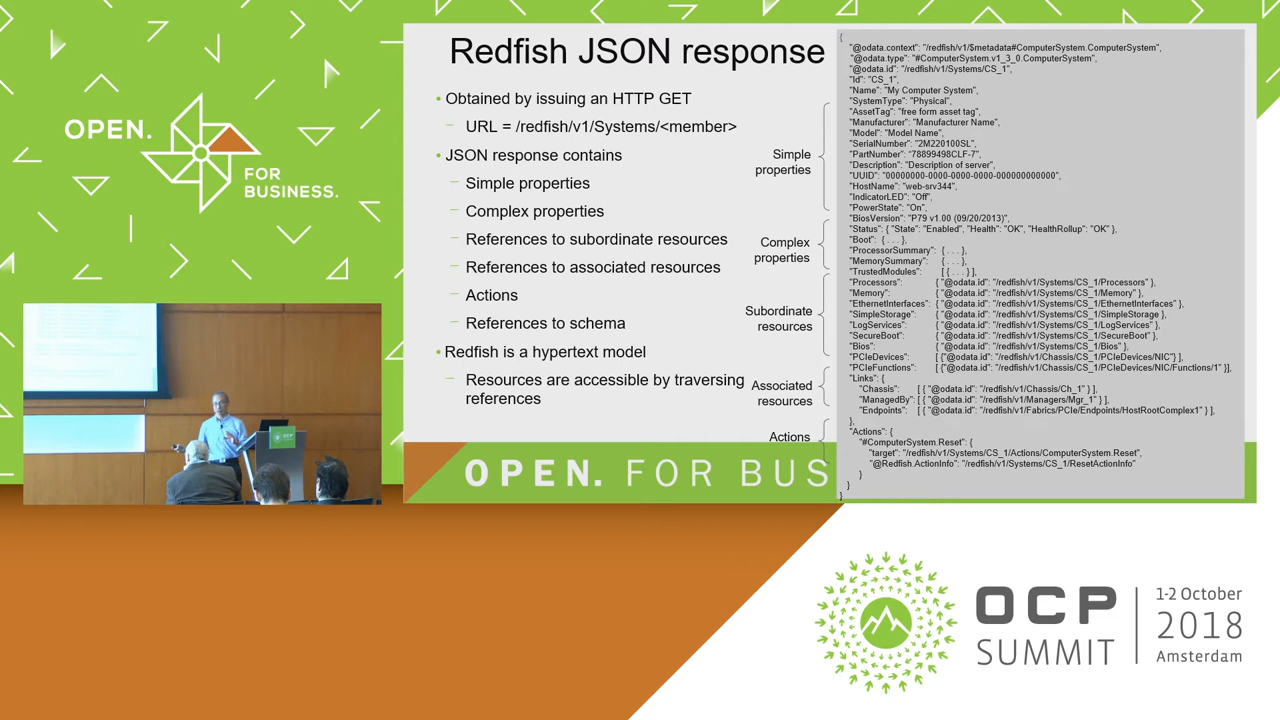 OPEN.
FOR
BUSINESS.
Redfish JSON response
• Obtained by issuing an HTTP GET
– URL = /redfish/v1/Systems/<member>
• JSON response contains
– Simple properties
– Complex properties
– References to subordinate resources
– References to associated resources
– Actions
– References to schema
• Redfish is a hypertext model
– Resources are accessible by traversing
references
Simple
properties
Complex
properties
Subordinate
resources
Associated
resources
Actions
{
"@odata.context": "/redfish/v1/$metadata#ComputerSystem.ComputerSystem",
"@odata.type": "#ComputerSystem.v1_3_0.ComputerSystem",
"@odata.id": "/redfish/v1/Systems/CS_1",
"Id": "CS_1",
"Name": "My Computer System",
"SystemType": "Physical",
"AssetTag": "free form asset tag",
"Manufacturer": "Manufacturer Name",
"Model": "Model Name",
"SerialNumber": "2M220100SL",
"PartNumber": "78899498CLF-7",
"Description": "Description of server",
"UUID": "00000000-0000-0000-0000-000000000000",
"HostName": "web-srv344",
"IndicatorLED": "Off",
"PowerState": "On",
"BiosVersion": "P79 v1.00 (09/20/2013)",
"Status": { "State": "Enabled", "Health": "OK", "HealthRollup": "OK" },
"Boot": { . . . },
"ProcessorSummary: { . . . },
"MemorySummary: { . . . },
"TrustedModules": [ { . . . } ],
"Processors": { "@odata.id": "/redfish/v1/Systems/CS_1/Processors" },
"Memory": { "@odata.id": "/redfish/v1/Systems/CS_1/Memory" },
"EthernetInterfaces": { "@odata.id": "/redfish/v1/Systems/CS_1/EthernetInterfaces" },
"SimpleStorage": { "@odata.id": "/redfish/v1/Systems/CS_1/SimpleStorage },
"LogServices": { "@odata.id": "/redfish/v1/Systems/CS_1/LogServices" },
"SecureBoot": { "@odata.id": "/redfish/v1/Systems/CS_1/SecureBoot" },
"Bios": { "@odata.id": "/redfish/v1/Systems/CS_1/Bios" },
"PCIeDevices": [ {"@odata.id": "/redfish/v1/Chassis/CS_1/PCIeDevices/NIC"} ],
"PCIeFunctions": [ {"@odata.id": "/redfish/v1/Chassis/CS_1/PCIeDevices/NIC/Functions/1" }],
"Links": {
"Chassis": [ { "@odata.id": "/redfish/v1/Chassis/Ch_1" } ],
"ManagedBy": [ { "@odata.id": "/redfish/v1/Managers/Mgr_1" } ],
"Endpoints": [ { "@odata.id": "/redfish/v1/Fabrics/PCIe/Endpoints/HostRootComplex1" } ],
},
"Actions": {
"#ComputerSystem.Reset": {
"target": "/redfish/v1/Systems/CS_1/Actions/ComputerSystem.Reset",
"@Redfish.ActionInfo": "/redfish/v1/Systems/CS_1/ResetActionInfo"
}
}
}
OPEN. FOR BUS
OCP
OCP
SUMMIT
1-2 October
2018
Amsterdam